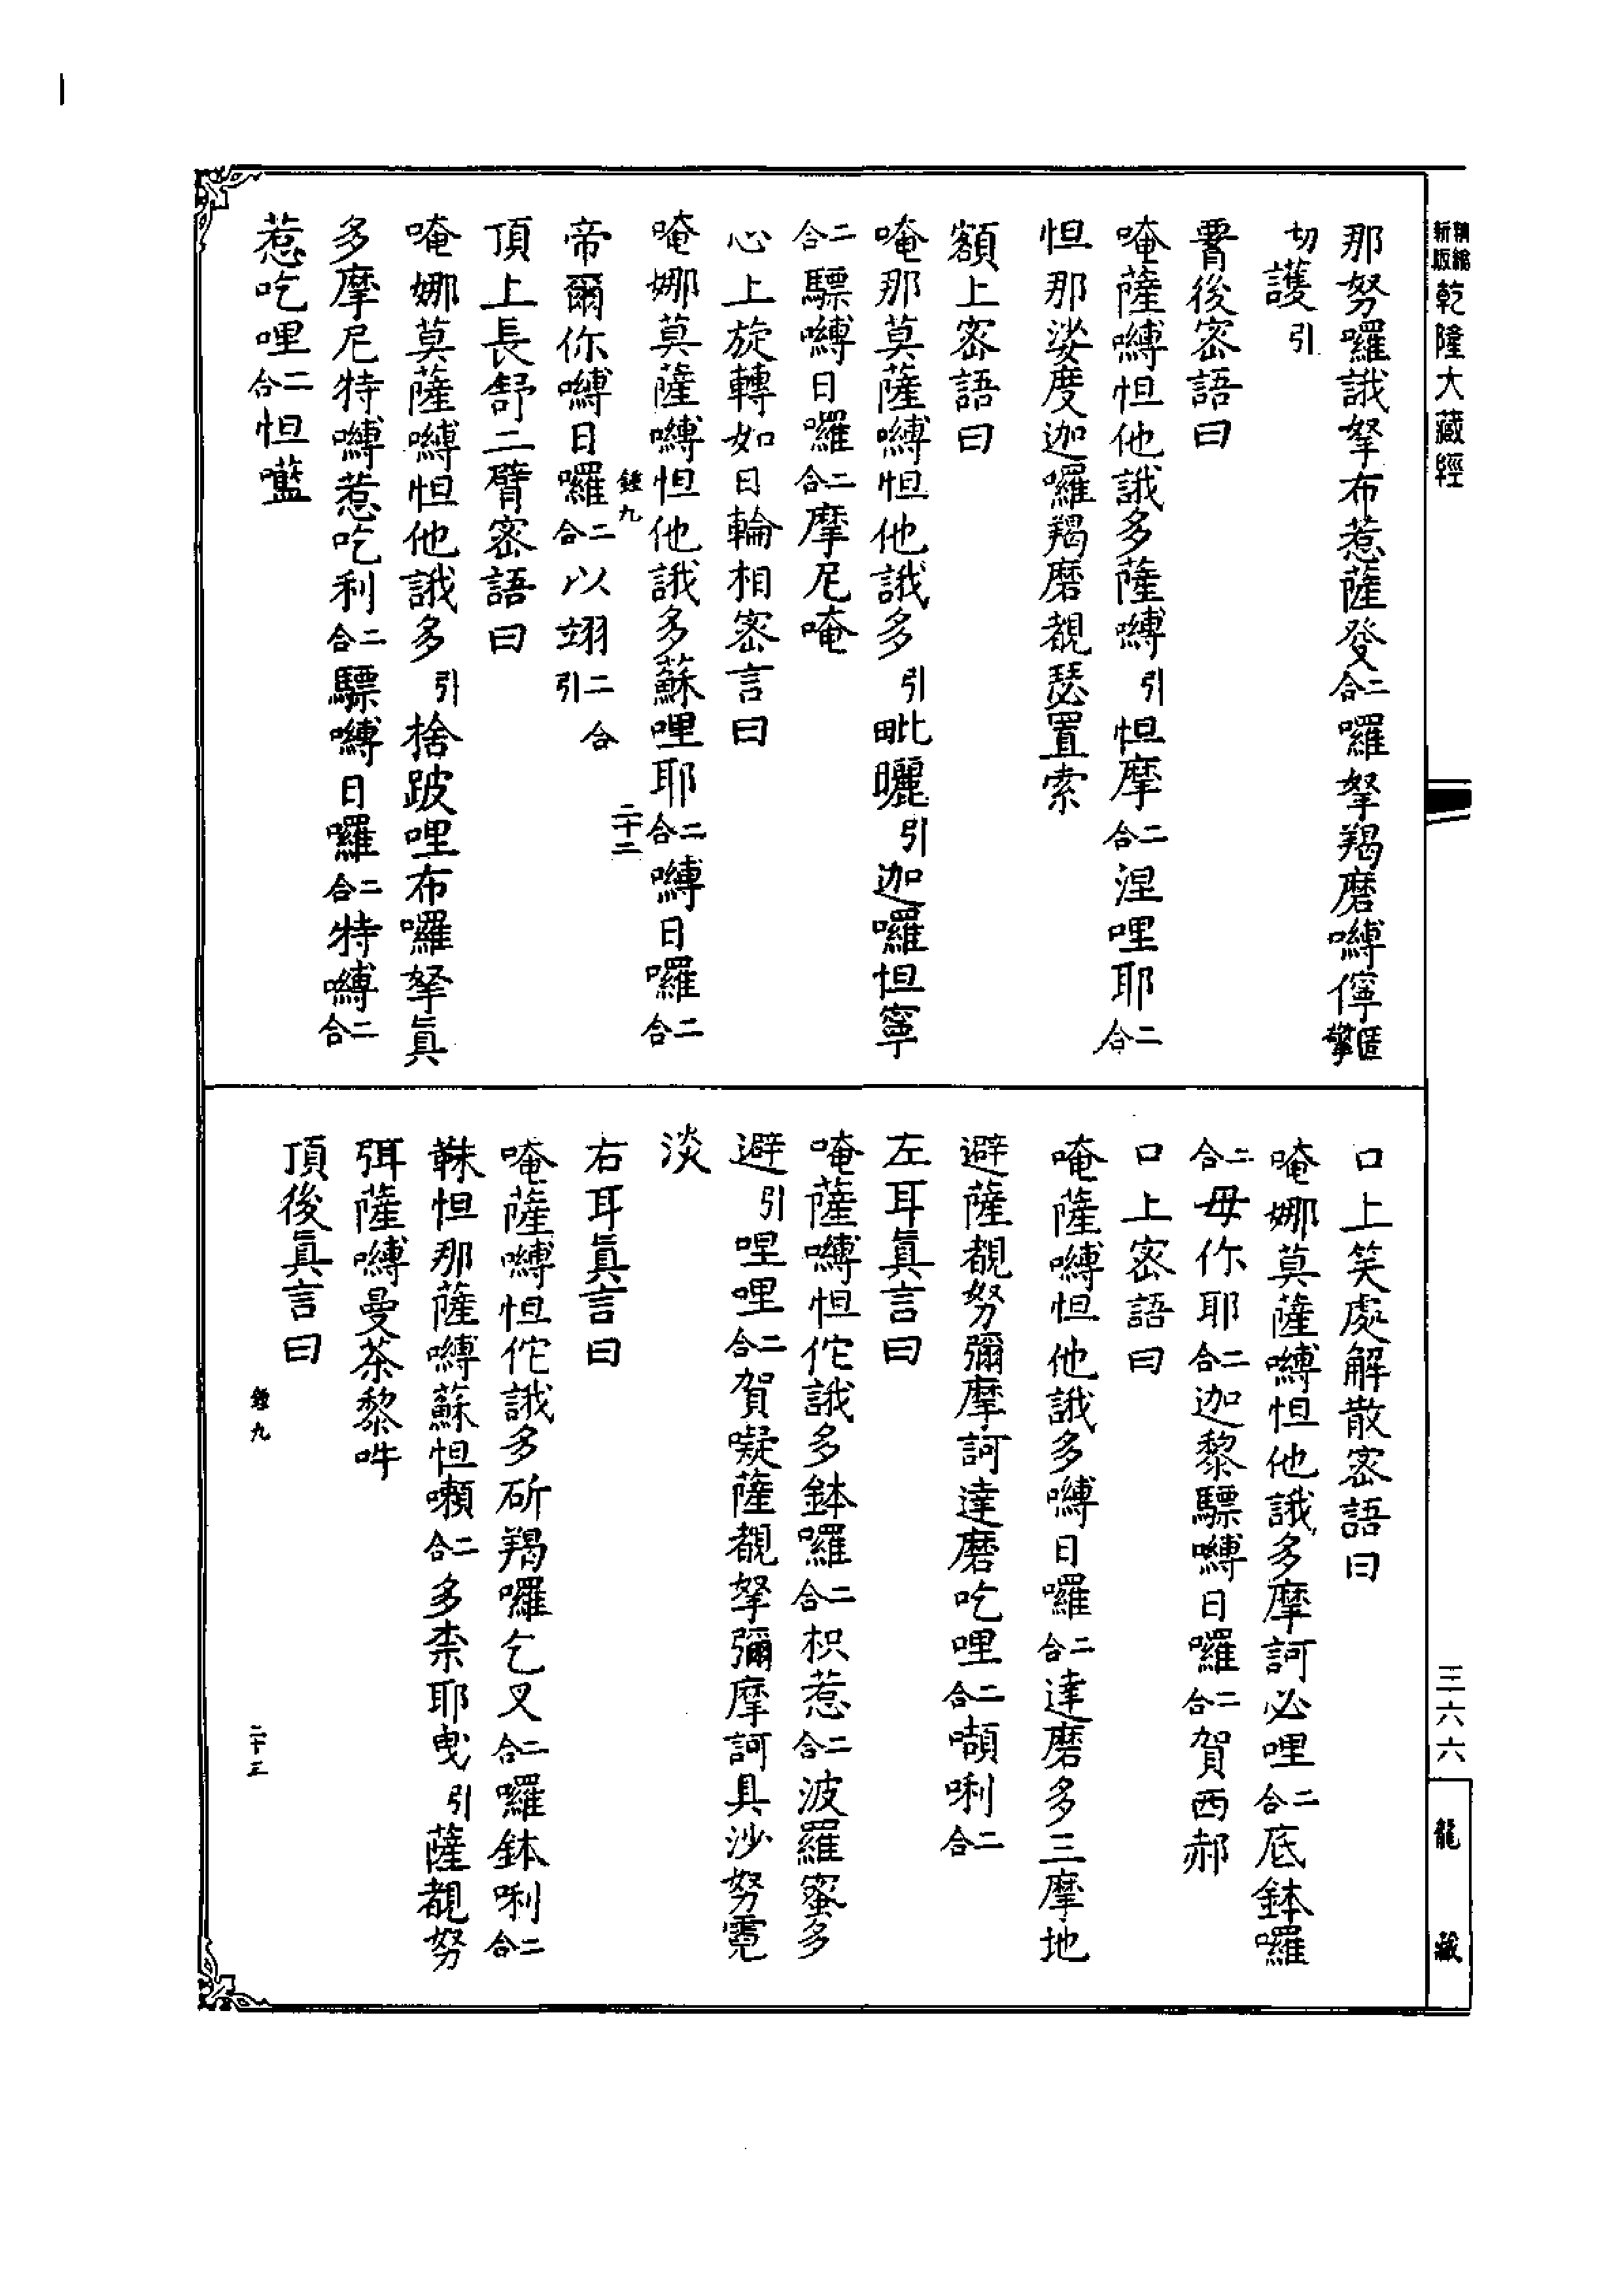 精縮
新版
乾隆大藏經
三六六
龍藏
那努囉誐拏布惹薩發二合囉拏羯磨嚩儜匿拏
切護引
臀後密語曰
唵薩嚩怛他誐多薩嚩引怛摩二合涅哩耶二合
怛那娑度迦囉羯磨覩瑟置索
額上密語曰
唵那莫薩嚩怛他誐多引毗曬引迦囉怛寧
二合驃嚩日囉二合摩尼唵
心上旋轉如日輪相密言曰
唵娜莫薩嚩怛他誐多蘇哩耶二合嚩日囉二合
鍾九
二十二
帝爾你嚩日囉二合以翊二合引
頂上長舒二臂密語曰
唵娜莫薩嚩怛他誐多引捨跛哩布囉拏眞
多摩尼特嚩惹吃利二合驃嚩日囉二合特嚩二合
惹吃哩二合怛嚂
口上笑處解散密語曰
唵娜莫薩嚩怛他誐多摩訶必哩二合底鉢囉
二合毋你耶二合迦黎驃嚩日囉二合賀西郝
口上密語曰
唵薩嚩怛他誐多嚩日囉二合達磨多三摩地
避薩覩努彌摩訶達磨吃哩二合㘑唎二合
左耳眞言曰
唵薩嚩怛佗誐多鉢囉二合枳惹二合波羅蜜多
避引哩哩二合賀㘈薩覩拏彌摩訶具沙努霓
淡
右耳眞言曰
唵薩嚩怛佗誐多斫羯囉乞叉二合囉鉢唎二合
靺怛那薩嚩蘇怛嚩二合多柰耶曳引薩覩努
弭薩嚩曼荼黎吽
頂後眞言曰
鍾九
二十三